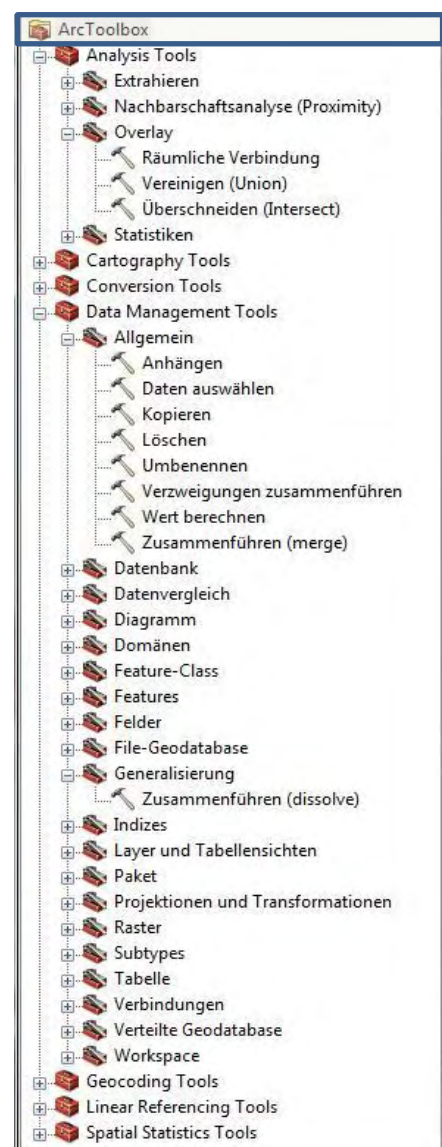 ArcToolbox
Analysis Tools
Extrahieren
Nachbarschaftsanalyse (Proximity)
Overlay
Räumliche Verbindung
Vereinigen (Union)
Überschneiden (Intersect)
Statistiken
Cartography Tools
Conversion Tools
Data Management Tools
Allgemein
Anhängen
Daten auswählen
Kopieren
Löschen
Umbenennen
Verzweigungen zusammenführen
Wert berechnen
Zusammenführen (merge)
Datenbank
Datenvergleich
Diagramm
Domänen
Feature-Class
Features
Felder
File-Geodatabase
Generalisierung
Zusammenführen (dissolve)
Indizes
Layer und Tabellensichten
Paket
Projektionen und Transformationen
Raster
Subtypes
Tabelle
Verbindungen
Verteilte Geodatabase
Workspace
Geocoding Tools
Linear Referencing Tools
Spatial Statistics Tools